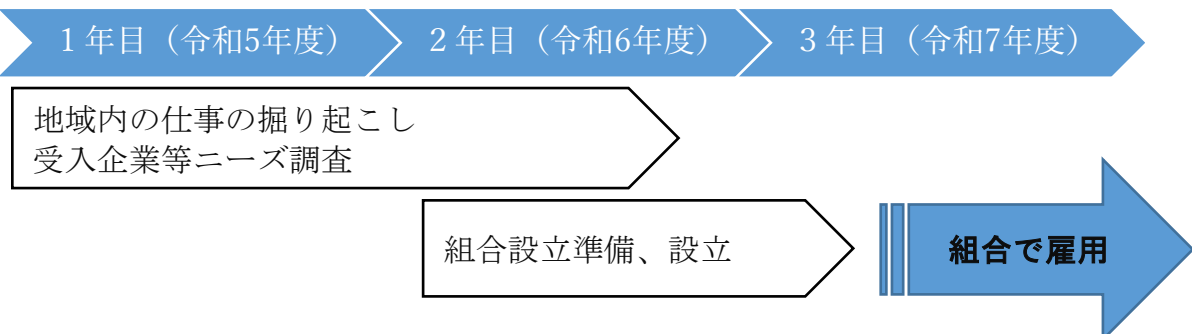 １年目（令和5年度）
２年目（令和6年度）
３年目（令和7年度）
地域内の仕事の掘り起こし
受入企業等ニーズ調査
組合設立準備、設立
組合で雇用